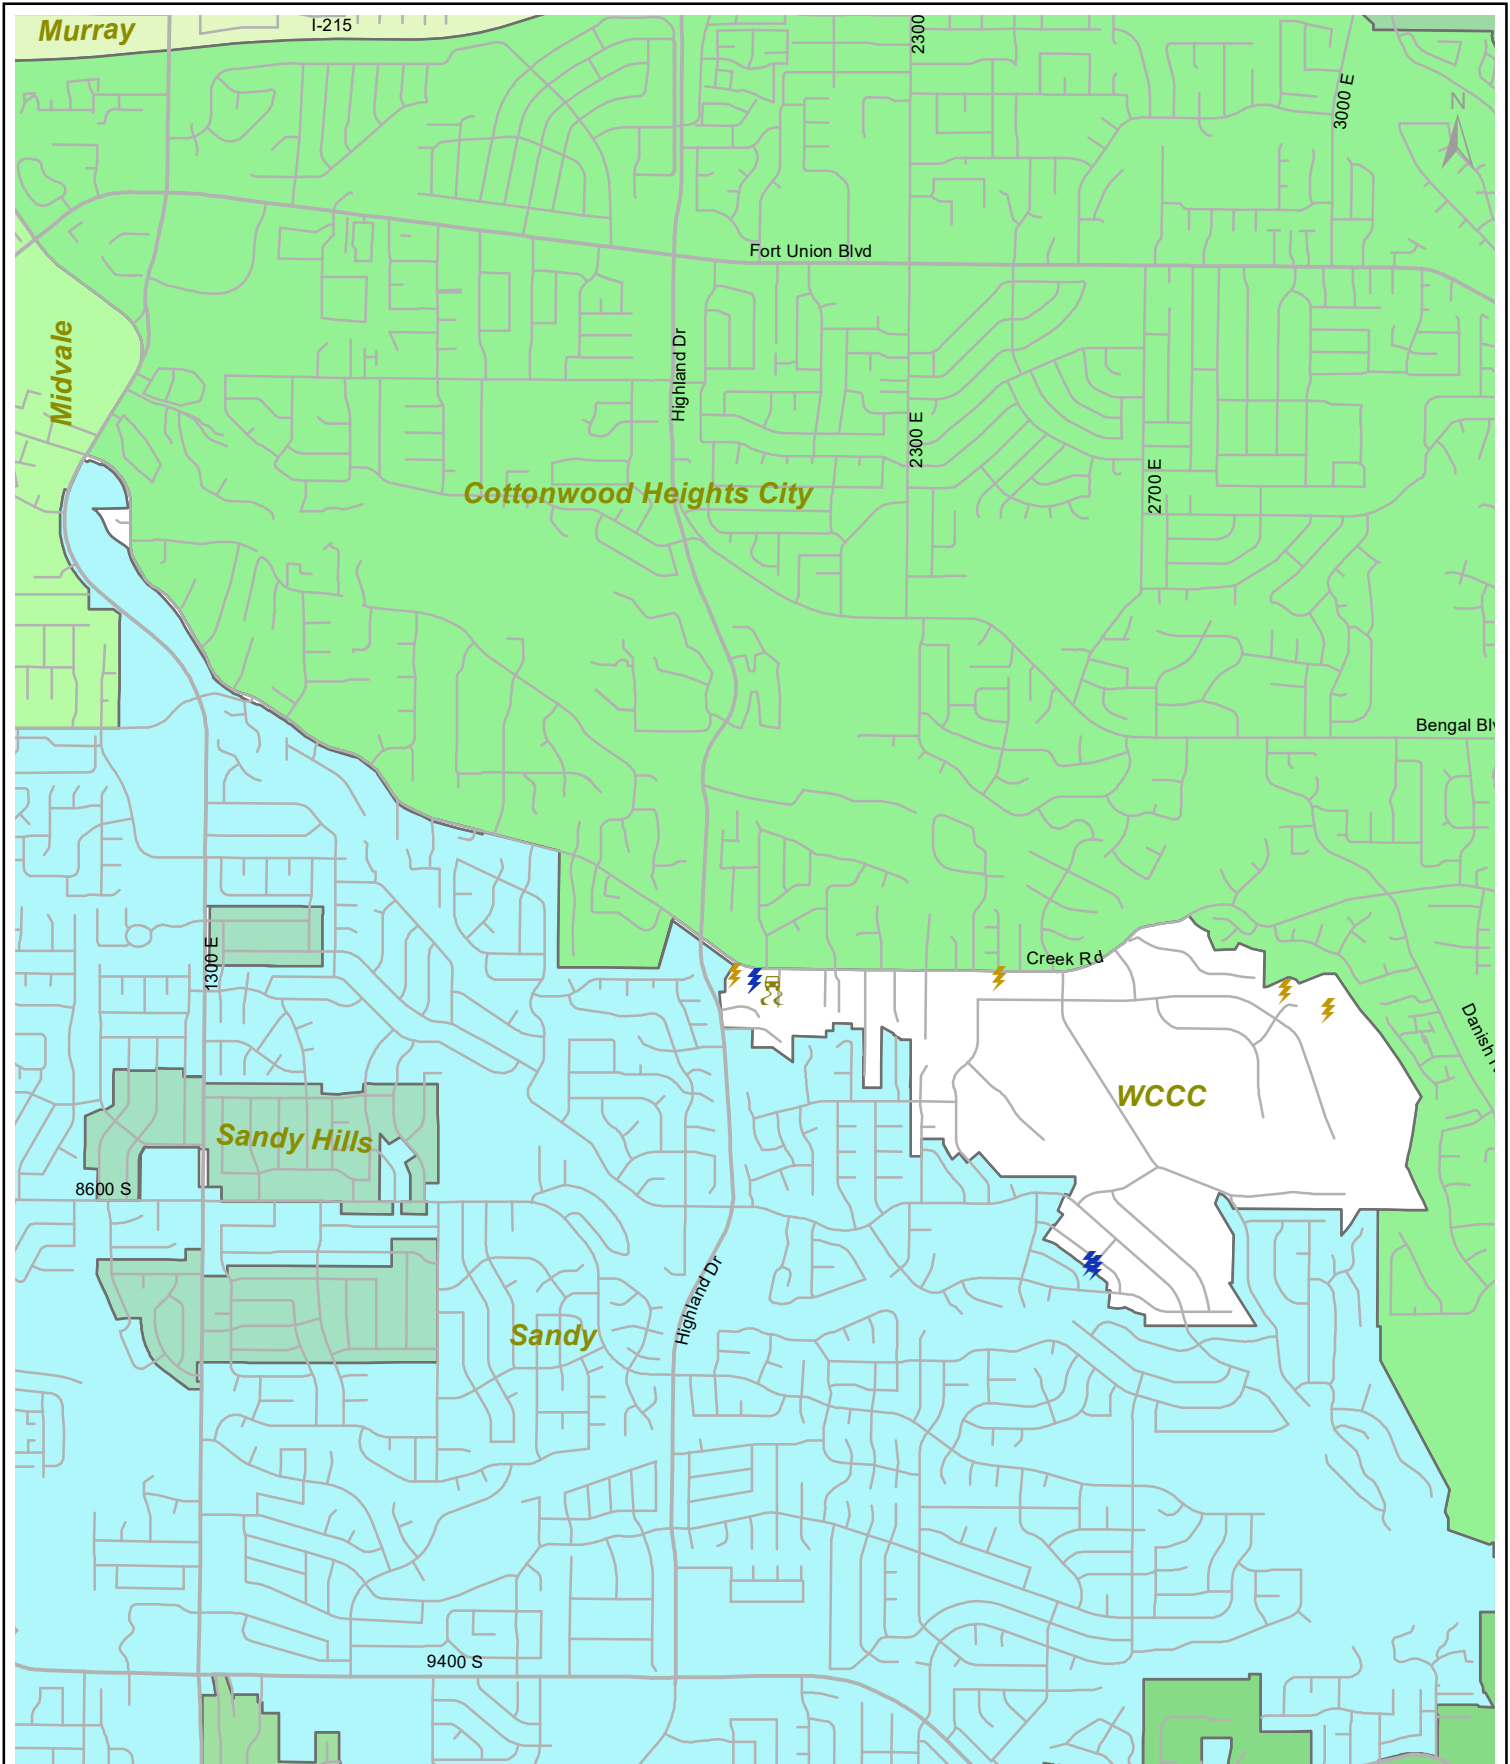 Murray
I-215
2300
3000 E
N
Fort Union Blvd
Midvale
Highland Dr
2300 E
2700 E
Cottonwood Heights City
Bengal Blv
1300 E
Creek Rd
Danish
WCCC
Sandy Hills
8600 S
Highland Dr
Sandy
9400 S